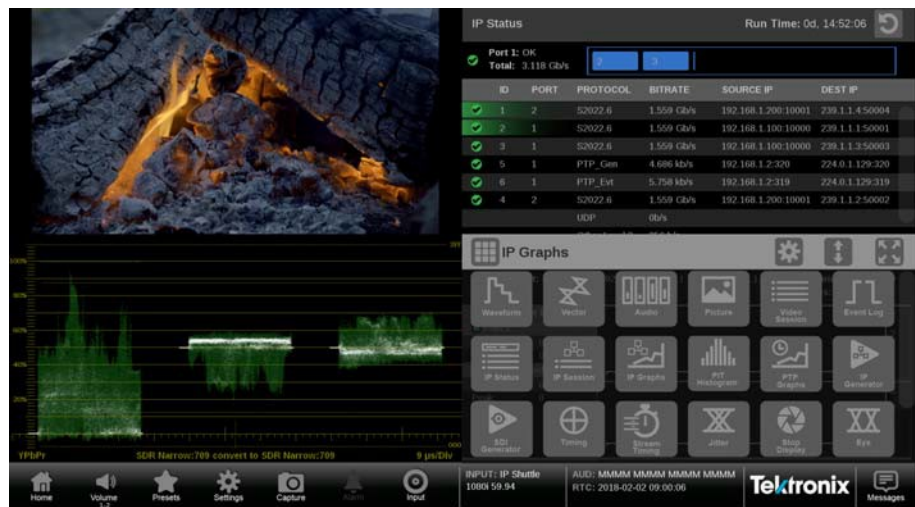 IP Status
Run Time: 0d, 14:52:06
Port 1: OK
Total: 3.118 Gb/s
2
3
ID PORT PROTOCOL BITRATE SOURCE IP DEST IP
1 2 S2022.6 1.559 Gb/s 192.168.1.200:10001 239.1.1.4:50004
2 1 S2022.6 1.559 Gb/s 192.168.1.100:10000 239.1.1.1:50001
3 1 S2022.6 1.559 Gb/s 192.168.1.100:10000 239.1.1.3:50003
5 1 PTP_Gen 4.686 kb/s 192.168.1.2:320 224.0.1.129:320
6 1 PTP_Evt 5.758 kb/s 192.168.1.2:319 224.0.1.129:319
4 2 S2022.6 1.559 Gb/s 192.168.1.200:10001 239.1.1.2:50002
UDP 0b/s
IP Graphs
Waveform Vector Audio Picture Video Session Event Log
IP Status IP Session IP Graphs PIT Histogram PTP Graphs IP Generator
SDI Generator Timing Stream Timing Jitter Stop Display Eye
100%
80%
60%
40%
20%
YPbPr
SDR Narrow:709 convert to SDR Narrow:709
9 µs/Div
Home
Volume
1-2
Presets
Settings
Capture
Alarm
Input
INPUT: IP Shuttle
1080i 59.94
AUD: MMMM MMMM MMMM MMMM
RTC: 2018-02-02 09:00:06
Tektronix
Messages